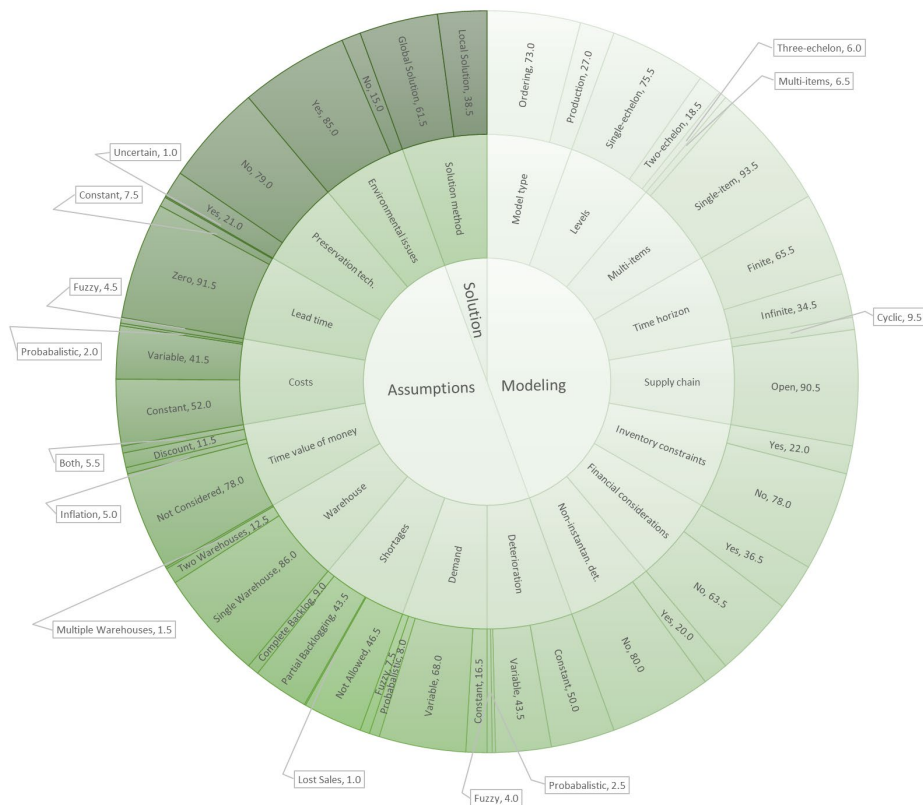 Solution
Modeling
Assumptions
Model type
Levels
Multi-items
Time horizon
Supply chain
Inventory constraints
Financial considerations
Non-instantan. det.
Deterioration
Demand
Shortages
Warehouse
Time value of money
Costs
Lead time
Preservation tech.
Environmental issues
Solution method
Ordering, 73.0
Production, 27.0
Single-echelon, 75.5
Two-echelon, 18.5
Three-echelon, 6.0
Multi-items, 6.5
Single-item, 93.5
Finite, 65.5
Infinite, 34.5
Cyclic, 9.5
Open, 90.5
Yes, 22.0
No, 78.0
Yes, 36.5
No, 63.5
Yes, 20.0
No, 80.0
Constant, 50.0
Variable, 43.5
Probabalistic, 2.5
Fuzzy, 4.0
Constant, 16.5
Variable, 68.0
Probabalistic, 8.0
Fuzzy, 7.5
Not Allowed, 46.5
Lost Sales, 1.0
Partial Backlogging, 43.5
Complete Backlog, 9.0
Single Warehouse, 86.0
Two Warehouses, 12.5
Multiple Warehouses, 1.5
Not Considered, 78.0
Inflation, 5.0
Discount, 11.5
Both, 5.5
Constant, 52.0
Variable, 41.5
Probabalistic, 2.0
Fuzzy, 4.5
Zero, 91.5
Constant, 7.5
Uncertain, 1.0
Yes, 21.0
No, 79.0
Yes, 85.0
No, 15.0
Global Solution, 61.5
Local Solution, 38.5